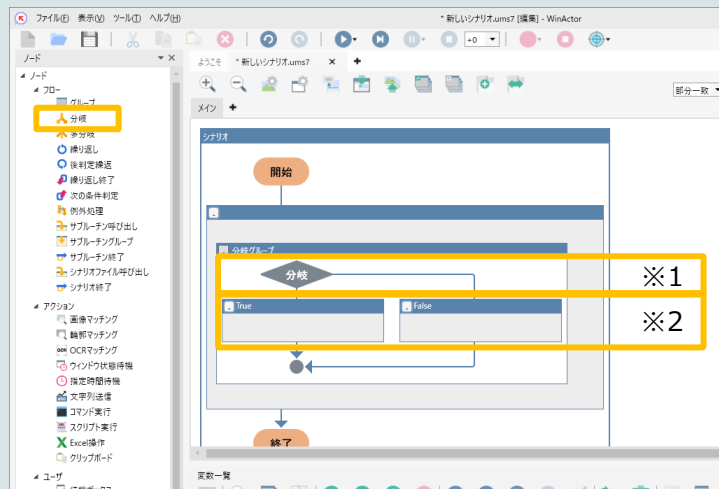 ファイル(F) 表示(V) ツール(T) ヘルプ(H)
* 新しいシナリオ.ums7 [編集] - WinActor
+0
ノード
ようこそ * 新しいシナリオ.ums7
部分一致
メイン
ノード
フロー
グループ
分岐
多分岐
繰り返し
後判定繰返
繰り返し終了
次の条件判定
例外処理
サブルーチン呼び出し
サブルーチングループ
サブルーチン終了
シナリオファイル呼び出し
シナリオ終了
アクション
画像マッチング
輪郭マッチング
OCR OCRマッチング
ウィンドウ状態待機
指定時間待機
文字列送信
コマンド実行
スクリプト実行
Excel操作
クリップボード
ユーザ
シナリオ
開始
分岐グループ
分岐
※1
True
False
※2
終了
変数一覧